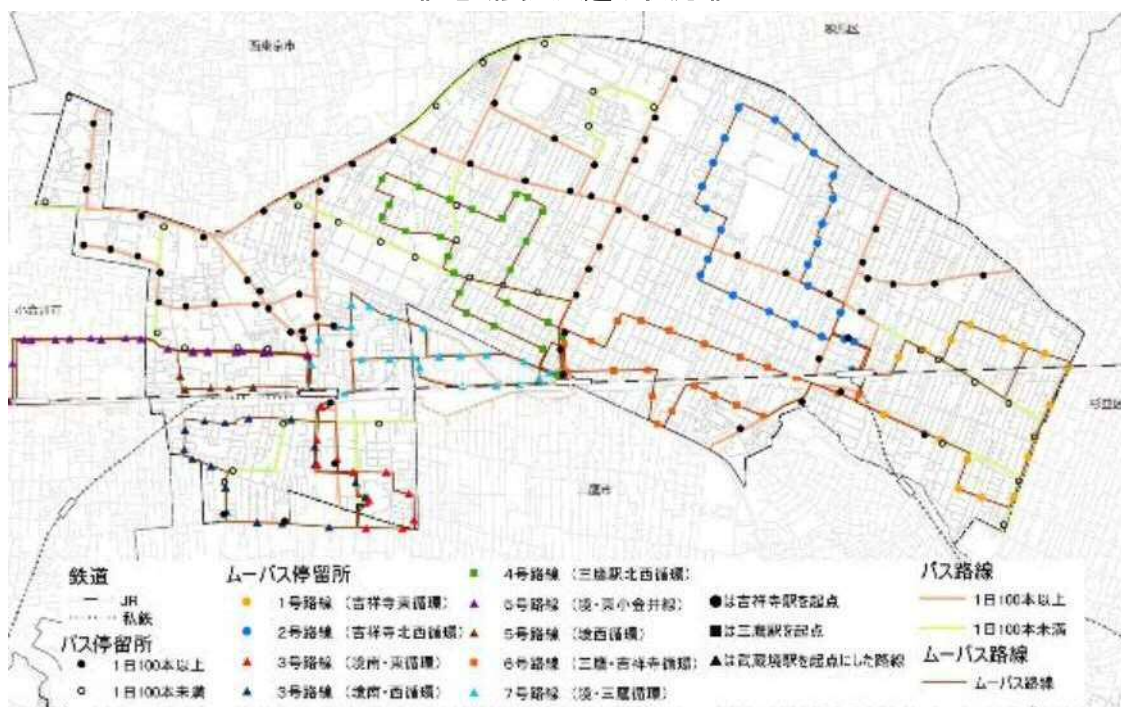 西東京市
練馬区
小金井市
杉並区
三鷹市
鉄道
JR
私鉄
バス停留所
1日100本以上
1日100本未満
ムーバス停留所
1号路線（吉祥寺東循環）
2号路線（吉祥寺北西循環）
3号路線（境南・東循環）
3号路線（境南・西循環）
4号路線（三鷹駅北西循環）
5号路線（境・東小金井線）
5号路線（境西循環）
6号路線（三鷹・吉祥寺循環）
7号路線（境・三鷹循環）
●は吉祥寺駅を起点
■は三鷹駅を起点
▲は武蔵境駅を起点にした路線
バス路線
1日100本以上
1日100本未満
ムーバス路線
ムーバス路線